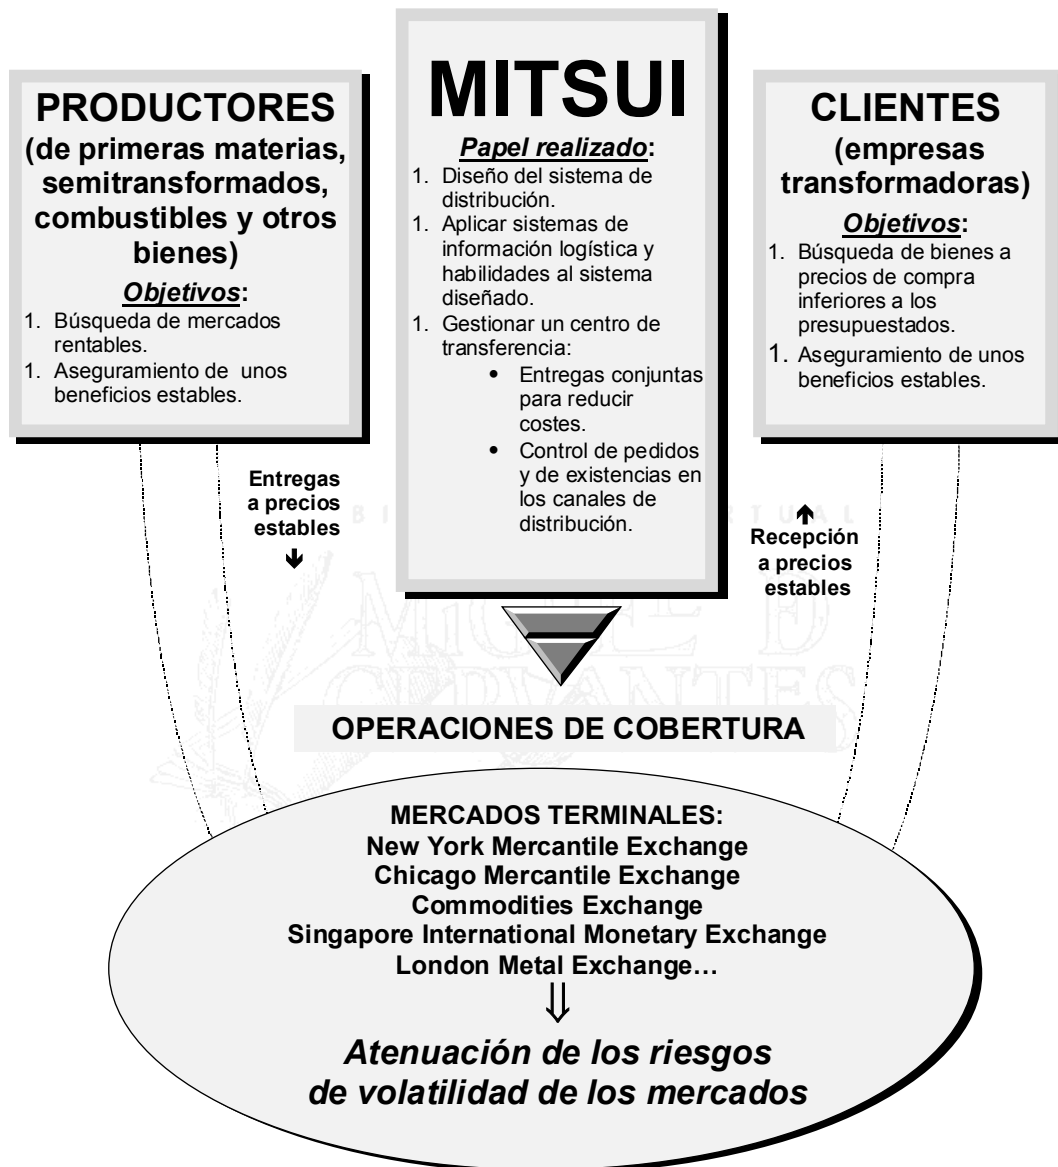 PRODUCTORES
(de primeras materias,
semitransformados,
combustibles y otros
bienes)
Objetivos:
1. Búsqueda de mercados
rentables.
1. Aseguramiento de unos
beneficios estables.
MITSUI
Papel realizado:
1. Diseño del sistema de
distribución.
1. Aplicar sistemas de
información logística y
habilidades al sistema
diseñado.
1. Gestionar un centro de
transferencia:
• Entregas conjuntas
para reducir
costes.
• Control de pedidos
y de existencias en
los canales de
distribución.
CLIENTES
(empresas
transformadoras)
Objetivos:
1. Búsqueda de bienes a
precios de compra
inferiores a los
presupuestados.
1. Aseguramiento de unos
beneficios estables.
Entregas
a precios
estables
Recepción
a precios
estables
OPERACIONES DE COBERTURA
MERCADOS TERMINALES:
New York Mercantile Exchange
Chicago Mercantile Exchange
Commodities Exchange
Singapore International Monetary Exchange
London Metal Exchange…
Atenuación de los riesgos
de volatilidad de los mercados